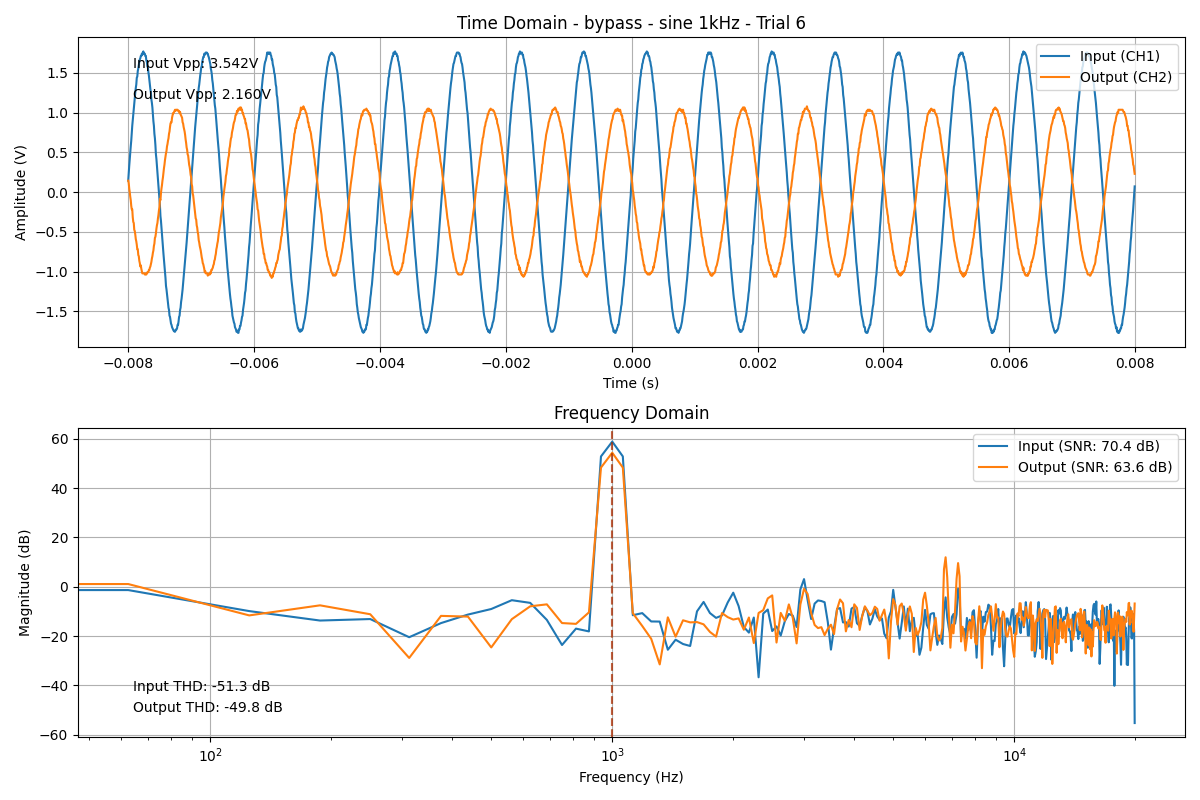 Time Domain - bypass - sine 1kHz - Trial 6
Input Vpp: 3.542V
Output Vpp: 2.160V
Input (CH1)
Output (CH2)
1.5
1.0
0.5
0.0
−0.5
−1.0
−1.5
Amplitude (V)
−0.008
−0.006
−0.004
−0.002
0.000
0.002
0.004
0.006
0.008
Time (s)
Frequency Domain
Input (SNR: 70.4 dB)
Output (SNR: 63.6 dB)
60
40
20
0
−20
−40
−60
Magnitude (dB)
Input THD: -51.3 dB
Output THD: -49.8 dB
10²
10³
10⁴
Frequency (Hz)